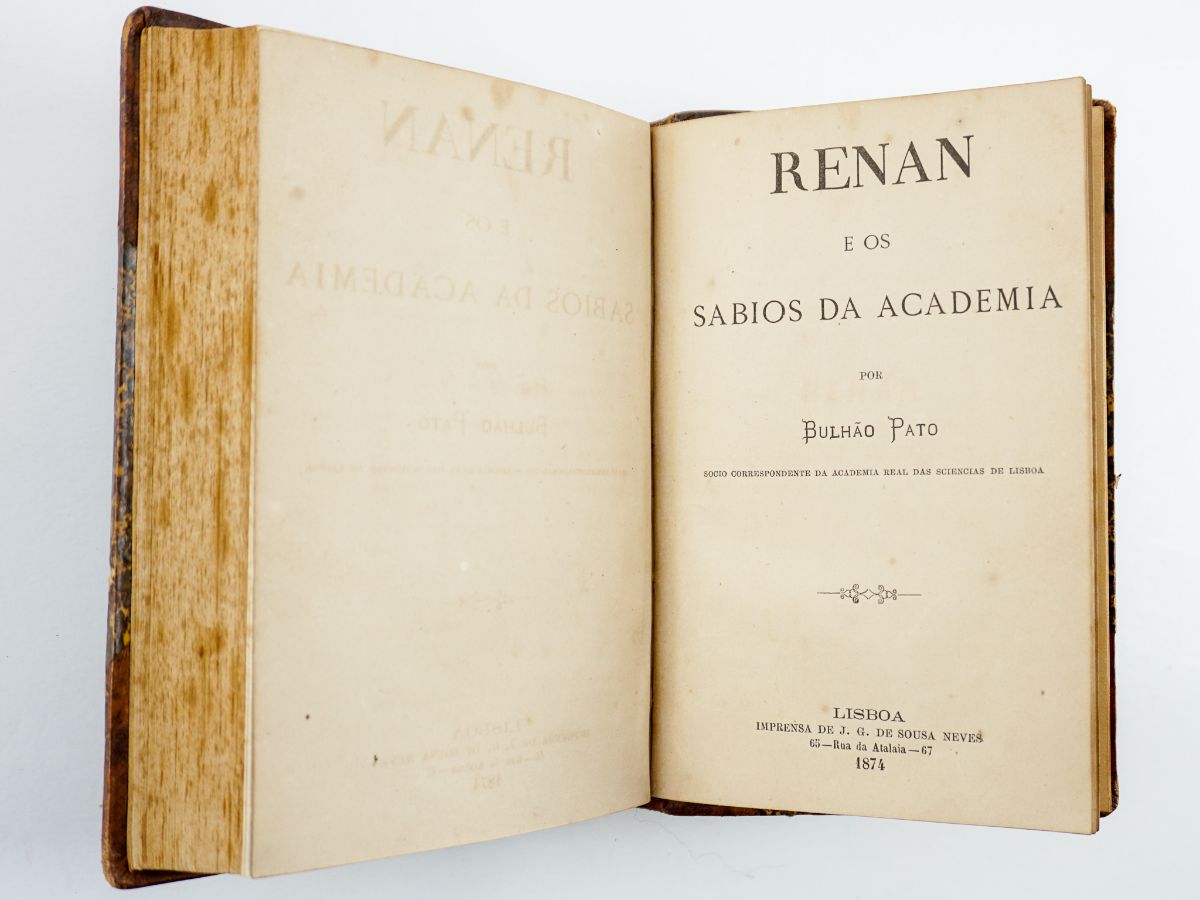 RENAN
E OS
SABIOS DA ACADEMIA
POR
BULHÃO PATO
SOCIO CORRESPONDENTE DA ACADEMIA REAL DAS SCIENCIAS DE LISBOA
LISBOA
IMPRENSA DE J. G. DE SOUSA NEVES
65—Rua da Atalaia—67
1874